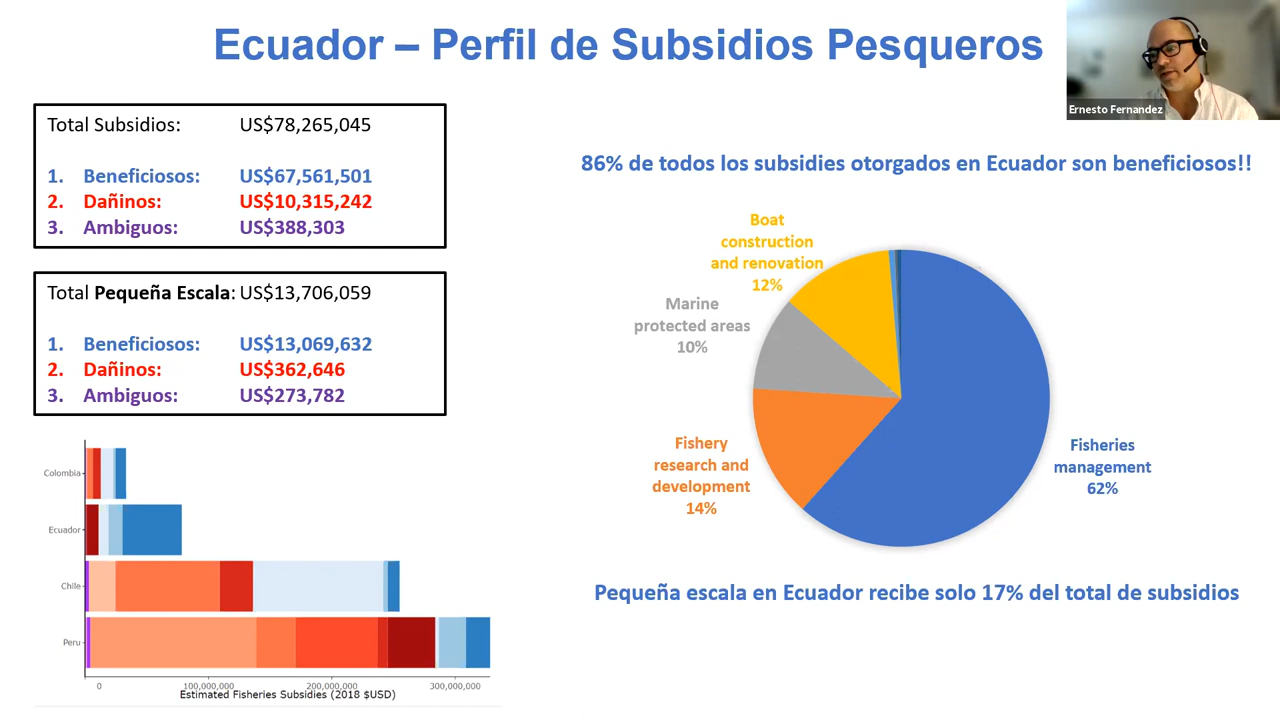 Ecuador – Perfil de Subsidios Pesqueros
Ernesto Fernandez
Total Subsidios: US$78,265,045
1. Beneficiosos: US$67,561,501
2. Dañinos: US$10,315,242
3. Ambiguos: US$388,303
Total Pequeña Escala: US$13,706,059
1. Beneficiosos: US$13,069,632
2. Dañinos: US$362,646
3. Ambiguos: US$273,782
Colombia
Ecuador
Chile
Peru
0 100,000,000 200,000,000 300,000,000
Estimated Fisheries Subsidies (2018 $USD)
86% de todos los subsidies otorgados en Ecuador son beneficiosos!!
Boat
construction
and renovation
12%
Marine
protected areas
10%
Fishery
research and
development
14%
Fisheries
management
62%
Pequeña escala en Ecuador recibe solo 17% del total de subsidios